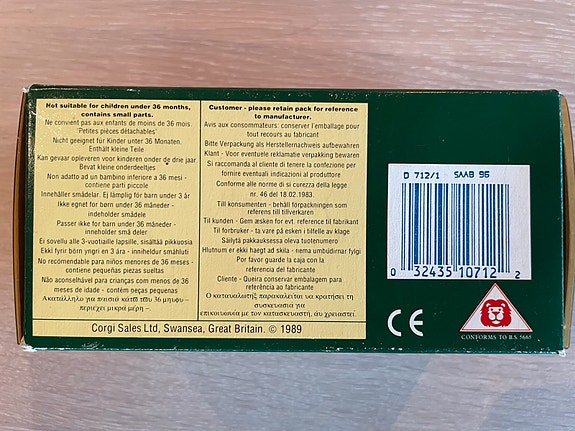 Not suitable for children under 36 months,
contains small parts.
Ne convient pas aux enfants de moins de 36 mois
'Petites pièces détachables'
Nicht geeignet für Kinder unter 36 Monaten.
Enthält kleine Teile
Kan gevaar opleveren voor kinderen onder de drie jaar
Bevat kleine onderdeeltjes
Non adatto ad un bambino inferiore a 36 mesi -
contiene parti piccole
Innehåller smådelar. Ej lämplig för barn under 3 år
Ikke egnet for børn under 36 måneder -
indeholder smådele
Passer ikke for barn under 36 måneder -
inneholder små deler
Ei sovellu alle 3-vuotiaille lapsille, sisältää pikkuosia
Ekki fyrir börn yngri en 3 ára - inniheldur smáhluti
No recomendable para niños menores de 36 meses -
contiene pequeñas piezas sueltas
Não aconselhável para crianças com menos de 36
meses de idade - contém peças pequenas
Ακατάλληλο για παιδιά κάτω τον 36 μηνων –
περιέχει μικρά μέρη –.
Customer - please retain pack for reference
to manufacturer.
Avis aux consommateurs: conserver l'emballage pour
tout recours au fabricant
Bitte Verpackung als Herstellernachweis aufbewahren
Klant - Voor eventuele reklamatie verpakking bewaren
Si raccomanda al cliente di tenere la confezione per
fornire eventuali indicazioni al produttore
Conforme alle norme di si curezza della legge
nr. 46 del 18.02.1983.
Till konsumenten - behåll förpackningen som
referens till tillverkaren
Til kunden - Gem æsken for evt. reference til fabrikant
Til forbruker - ta vare på esken i tilfelle av klage
Säilytä pakkauksessa oleva tuotenumero
Hlutnum er ekki hægt að skila - nema umbúðirnar fylgi
Por favor guarde la caja con la
referencia del fabricante
Cliente - Queira conservar embalagem para
referência ao fabricante
Ο καταναλωτής παρακαλείται να κρατήσει τη
συσκευασία για
επικοινωνία με τον κατασκευαστή, άν χρειαστεί.
Corgi Sales Ltd, Swansea, Great Britain. © 1989
D 712/1 SAAB 96
0 32435 10712 2
CE
CONFORMS TO B.S. 5665